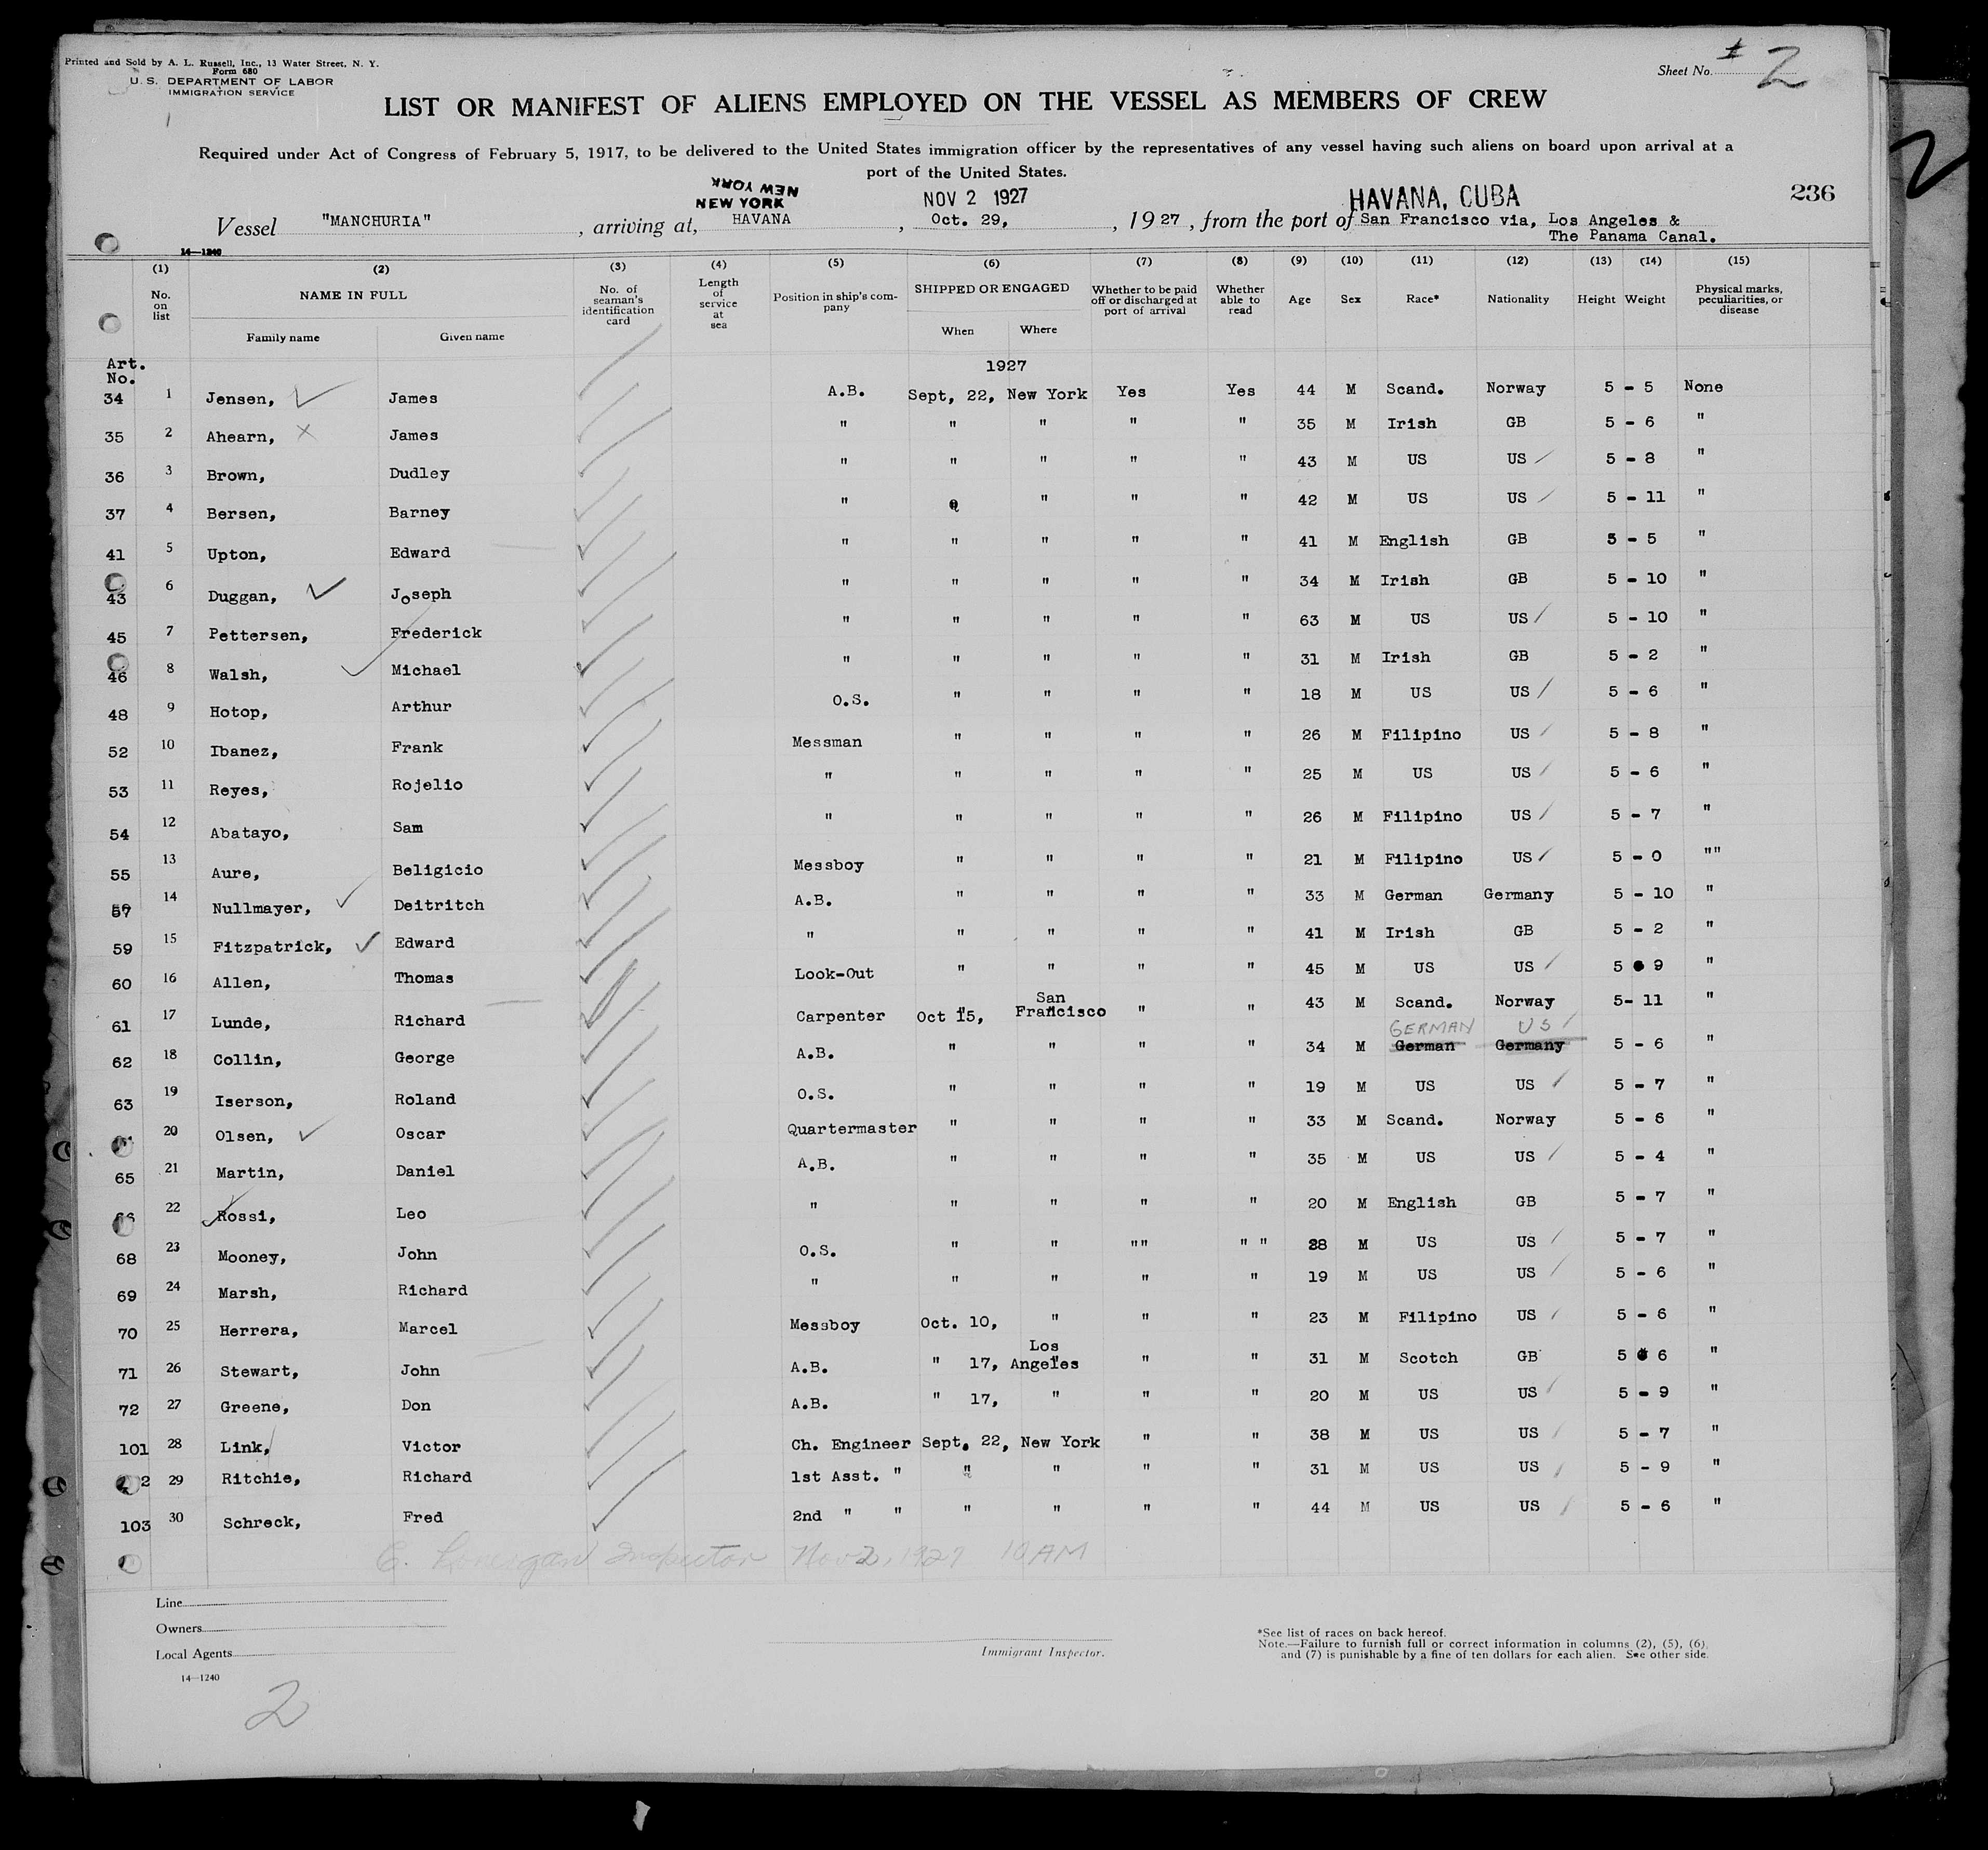 Printed and Sold by A. L. Russell, Inc., 13 Water Street, N. Y.
Form 680
U. S. DEPARTMENT OF LABOR
IMMIGRATION SERVICE
Sheet No. # 2
LIST OR MANIFEST OF ALIENS EMPLOYED ON THE VESSEL AS MEMBERS OF CREW
Required under Act of Congress of February 5, 1917, to be delivered to the United States immigration officer by the representatives of any vessel having such aliens on board upon arrival at a
port of the United States.
2
NEW YORK
NEW YORK NOV 2 1927 HAVANA, CUBA 236
Vessel "MANCHURIA", arriving at, HAVANA, Oct. 29, 1927, from the port of San Francisco via, Los Angeles &
The Panama Canal.
14—1240
(1) (2) (3) (4) (5) (6) (7) (8) (9) (10) (11) (12) (13) (14) (15)
No. on list NAME IN FULL Family name Given name No. of seaman's identification card Length of service at sea Position in ship's company SHIPPED OR ENGAGED When Where Whether to be paid off or discharged at port of arrival Whether able to read Age Sex Race* Nationality Height Weight Physical marks, peculiarities, or disease
Art. No. 1927
34 1 Jensen, James A.B. Sept, 22, New York Yes Yes 44 M Scand. Norway 5 - 5 None
35 2 Ahearn, James " " " " " 35 M Irish GB 5 - 6 "
36 3 Brown, Dudley " " " " " 43 M US US 5 - 8 "
37 4 Bersen, Barney " " " " 42 M US US 5 - 11 "
41 5 Upton, Edward " " " " " 41 M English GB 5 - 5 "
43 6 Duggan, Joseph " " " " " 34 M Irish GB 5 - 10 "
45 7 Pettersen, Frederick " " " " " 63 M US US 5 - 10 "
46 8 Walsh, Michael " " " " " 31 M Irish GB 5 - 2 "
48 9 Hotop, Arthur O.S. " " " " 18 M US US 5 - 6 "
52 10 Ibanez, Frank Messman " " " " 26 M Filipino US 5 - 8 "
53 11 Reyes, Rojelio " " " " " 25 M US US 5 - 6 "
54 12 Abatayo, Sam " " " " " 26 M Filipino US 5 - 7 "
55 13 Aure, Beligicio Messboy " " " " 21 M Filipino US 5 - 0 ""
57 14 Nullmayer, Deitritch A.B. " " " " 33 M German Germany 5 - 10 "
59 15 Fitzpatrick, Edward " " " " " 41 M Irish GB 5 - 2 "
60 16 Allen, Thomas Look-Out " " " " 45 M US US 5 9 "
61 17 Lunde, Richard Carpenter Oct 15, San Francisco " " 43 M Scand. Norway 5- 11 "
GERMAN US
62 18 Collin, George A.B. " " " " 34 M German Germany 5 - 6 "
63 19 Iserson, Roland O.S. " " " " 19 M US US 5 - 7 "
20 Olsen, Oscar Quartermaster " " " " 33 M Scand. Norway 5 - 6 "
65 21 Martin, Daniel A.B. " " " " 35 M US US 5 - 4 "
22 Rossi, Leo " " " " " 20 M English GB 5 - 7 "
68 23 Mooney, John O.S. " " "" " " 28 M US US 5 - 7 "
69 24 Marsh, Richard " " " " " 19 M US US 5 - 6 "
70 25 Herrera, Marcel Messboy Oct. 10, " " " 23 M Filipino US 5 - 6 "
71 26 Stewart, John A.B. " 17, Los Angeles " " 31 M Scotch GB 5 6 "
72 27 Greene, Don A.B. " 17, " " " 20 M US US 5 - 9 "
101 28 Link, Victor Ch. Engineer Sept. 22, New York " " 38 M US US 5 - 7 "
2 29 Ritchie, Richard 1st Asst. " " " " " 31 M US US 5 - 9 "
103 30 Schreck, Fred 2nd " " " " " " 44 M US US 5 - 6 "
Inspector Nov 2, 1927 10 AM
Line
Owners
Local Agents
Immigrant Inspector.
*See list of races on back hereof.
Note.—Failure to furnish full or correct information in columns (2), (5), (6),
and (7) is punishable by a fine of ten dollars for each alien. See other side.
14—1240
2